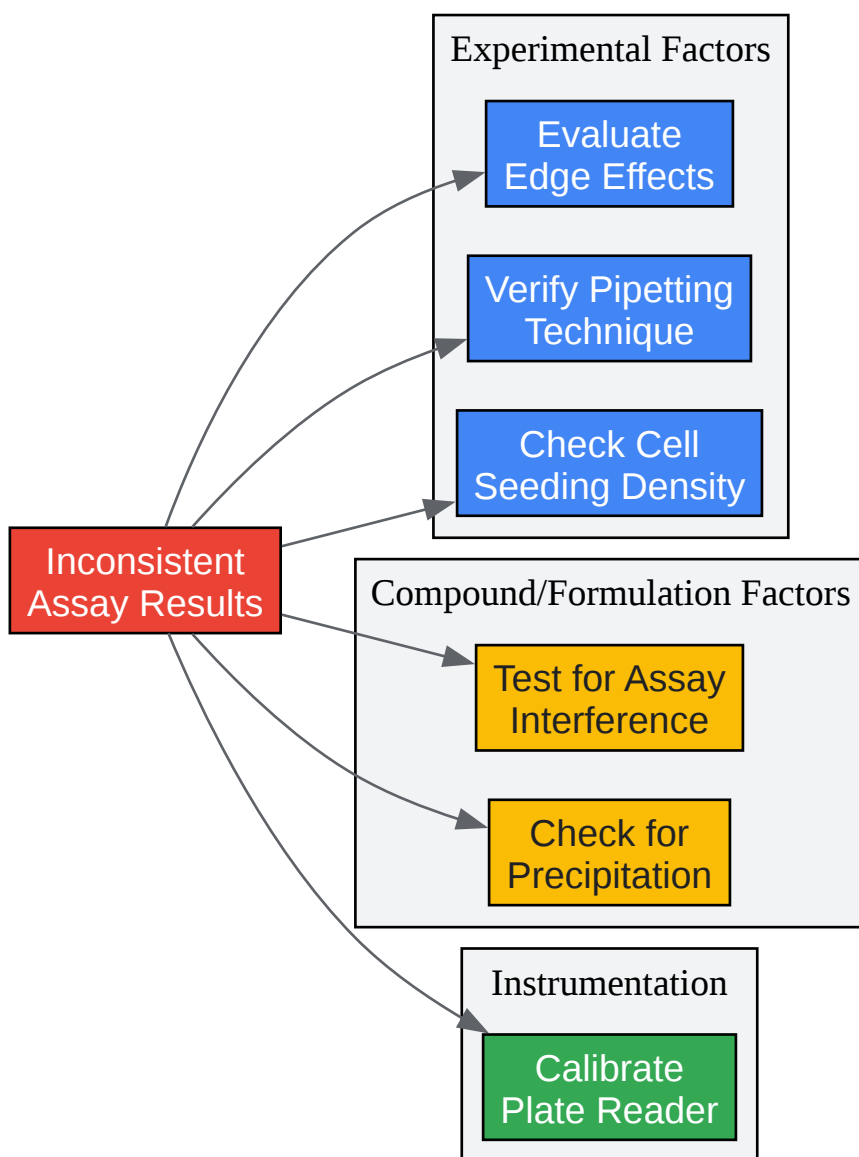 Experimental Factors
Evaluate
Edge Effects
Verify Pipetting
Technique
Check Cell
Seeding Density
Inconsistent
Assay Results
Compound/Formulation Factors
Test for Assay
Interference
Check for
Precipitation
Instrumentation
Calibrate
Plate Reader